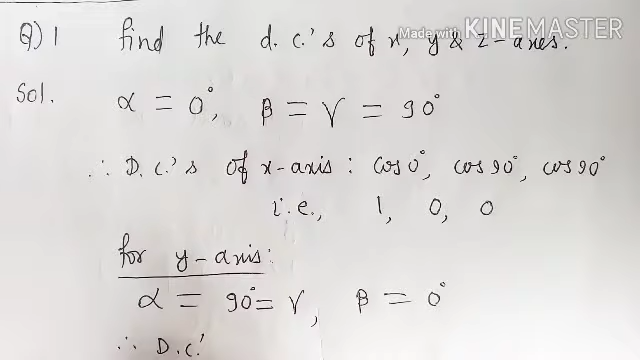 Made with KINEMASTER
Q) 1 find the d.c.'s of x, y & z-axes.
Sol. α = 0°, β = γ = 90°
∴ D.C.'s of x-axis : cos 0°, cos 90°, cos 90°
i.e., 1, 0, 0
for y-axis:
α = 90° = γ, β = 0°
∴ D.C.'